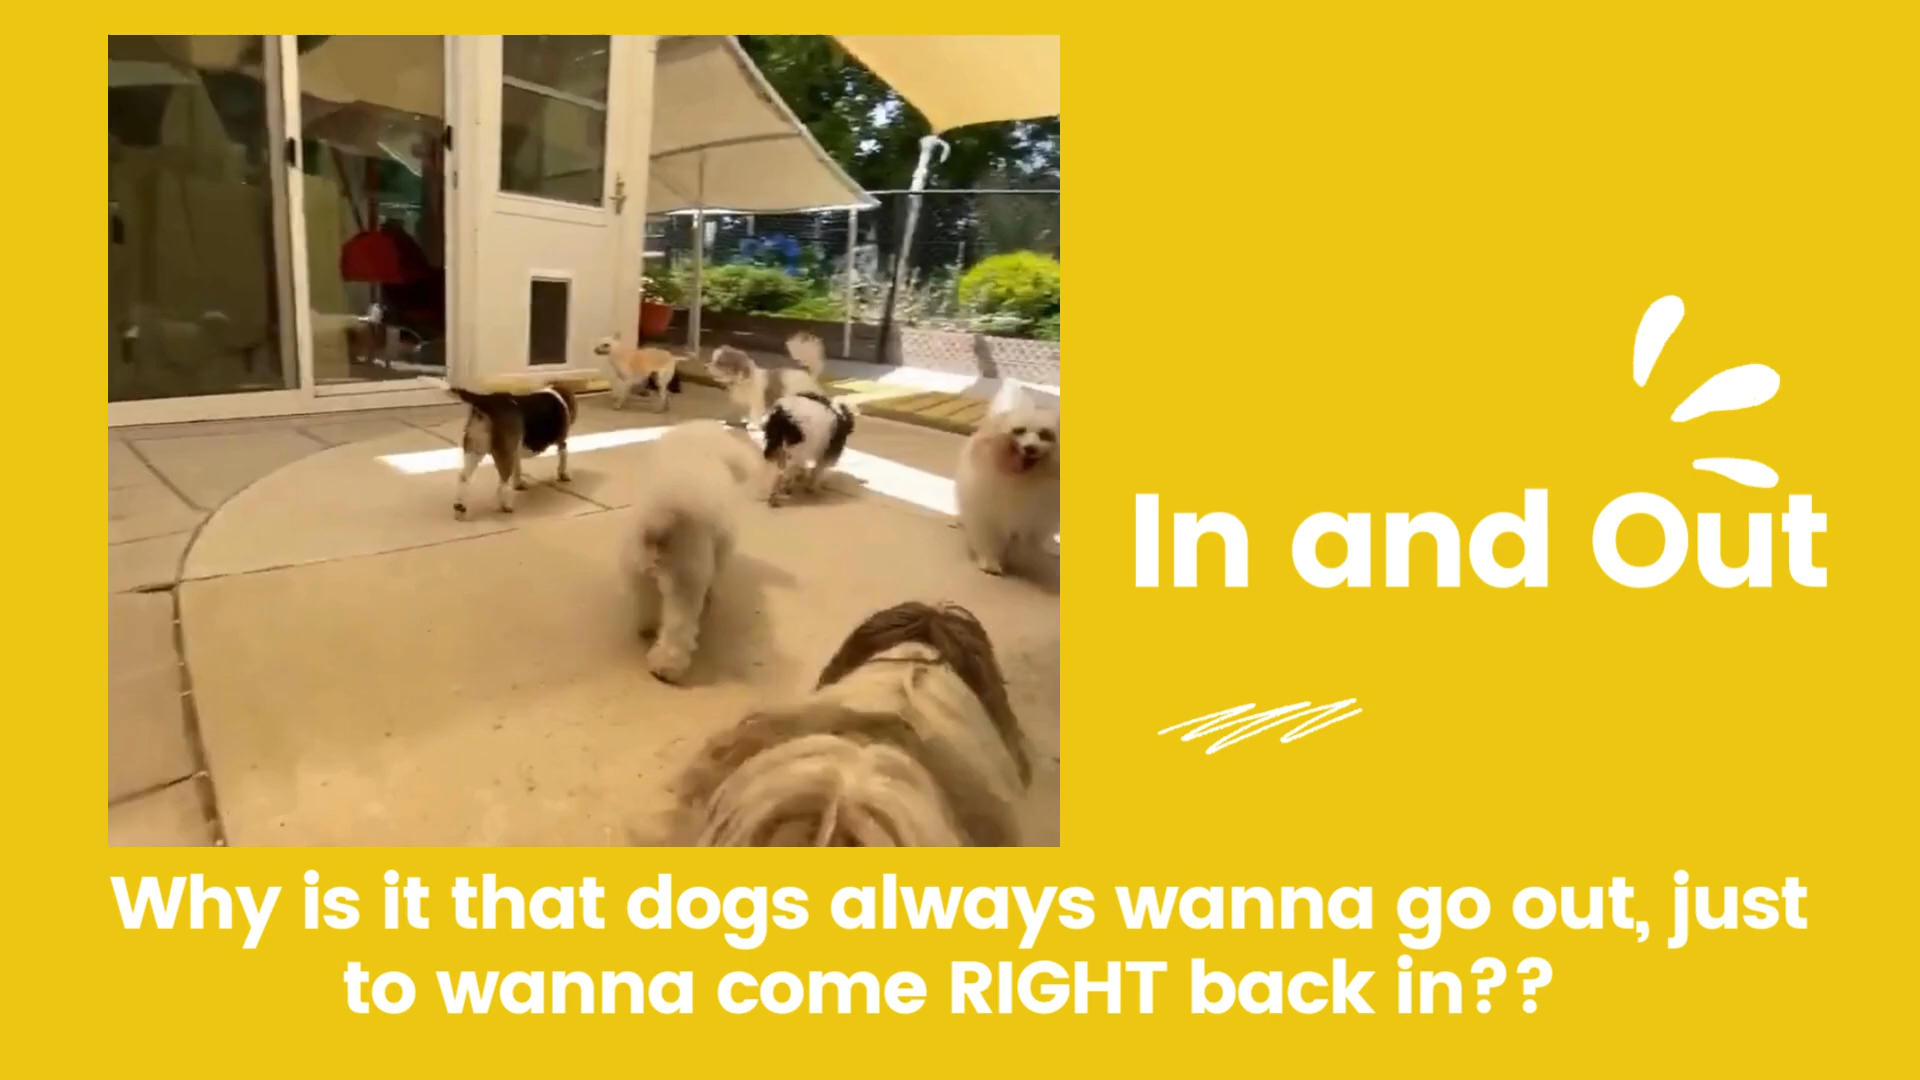 In and Out
Why is it that dogs always wanna go out, just
to wanna come RIGHT back in??